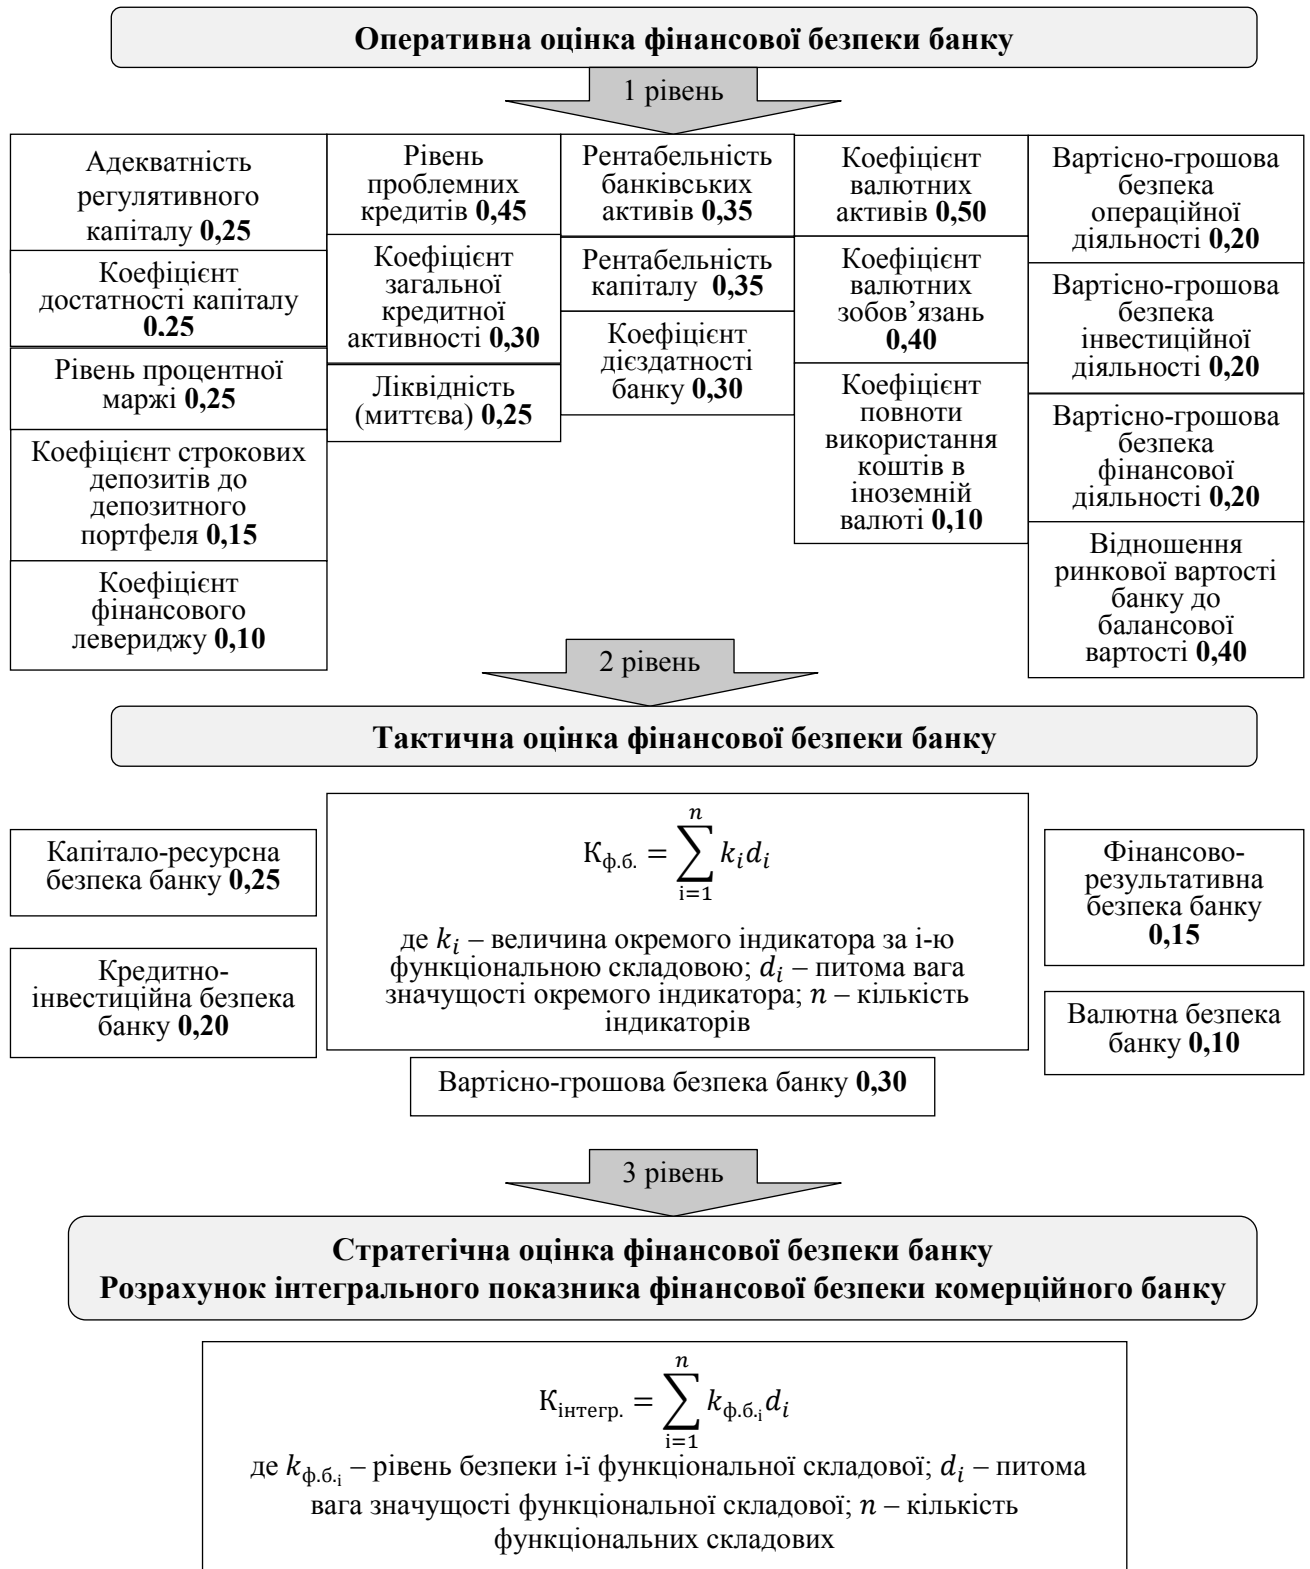 Оперативна оцінка фінансової безпеки банку
1 рівень
Адекватність
регулятивного
капіталу 0,25
Коефіцієнт
достатності капіталу
0,25
Рівень процентної
маржі 0,25
Коефіцієнт строкових
депозитів до
депозитного
портфеля 0,15
Коефіцієнт
фінансового
левериджу 0,10
Рівень
проблемних
кредитів 0,45
Коефіцієнт
загальної
кредитної
активності 0,30
Ліквідність
(миттєва) 0,25
Рентабельність
банківських
активів 0,35
Рентабельність
капіталу 0,35
Коефіцієнт
дієздатності
банку 0,30
Коефіцієнт
валютних
активів 0,50
Коефіцієнт
валютних
зобов’язань
0,40
Коефіцієнт
повноти
використання
коштів в
іноземній
валюті 0,10
Вартісно-грошова
безпека
операційної
діяльності 0,20
Вартісно-грошова
безпека
інвестиційної
діяльності 0,20
Вартісно-грошова
безпека
фінансової
діяльності 0,20
Відношення
ринкової вартості
банку до
балансової
вартості 0,40
2 рівень
Тактична оцінка фінансової безпеки банку
Капітало-ресурсна
безпека банку 0,25
Кредитно-
інвестиційна безпека
банку 0,20
n
К ф.б. = ∑ k i d i
i=1
де k i – величина окремого індикатора за і-ю
функціональною складовою; d i – питома вага
значущості окремого індикатора; n – кількість
індикаторів
Фінансово-
результативна
безпека банку
0,15
Валютна безпека
банку 0,10
Вартісно-грошова безпека банку 0,30
3 рівень
Стратегічна оцінка фінансової безпеки банку
Розрахунок інтегрального показника фінансової безпеки комерційного банку
n
К інтегр. = ∑ k ф.б. i d i
i=1
де k ф.б. i – рівень безпеки і-ї функціональної складової; d i – питома
вага значущості функціональної складової; n – кількість
функціональних складових